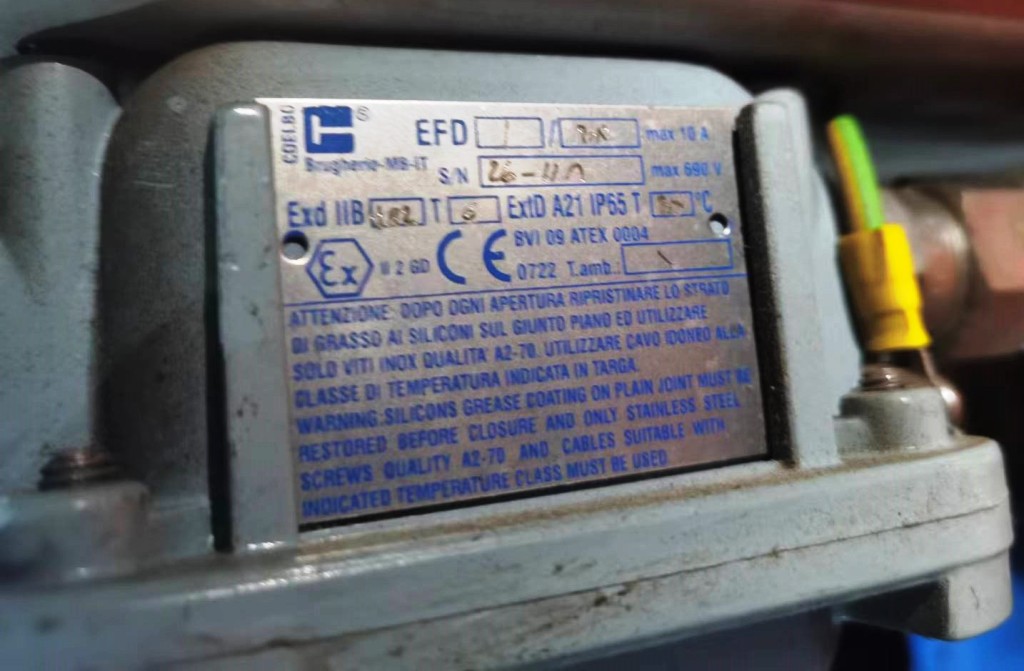 COELBO
®
EFD 1 / max 10 A
Brugherio-MB-IT
S/N max 690 V
Exd IIB T 6 ExtD A21 IP65 T °C
Ex II 2 GD CE BVI 09 ATEX 0004
0722 T.amb.
ATTENZIONE: DOPO OGNI APERTURA RIPRISTINARE LO STRATO
DI GRASSO AI SILICONI SUL GIUNTO PIANO ED UTILIZZARE
SOLO VITI INOX QUALITA' A2-70. UTILIZZARE CAVO IDONEO ALLA
CLASSE DI TEMPERATURA INDICATA IN TARGA.
WARNING:SILICONS GREASE COATING ON PLAIN JOINT MUST BE
RESTORED BEFORE CLOSURE AND ONLY STAINLESS STEEL
SCREWS QUALITY A2-70 AND CABLES SUITABLE WITH
INDICATED TEMPERATURE CLASS MUST BE USED